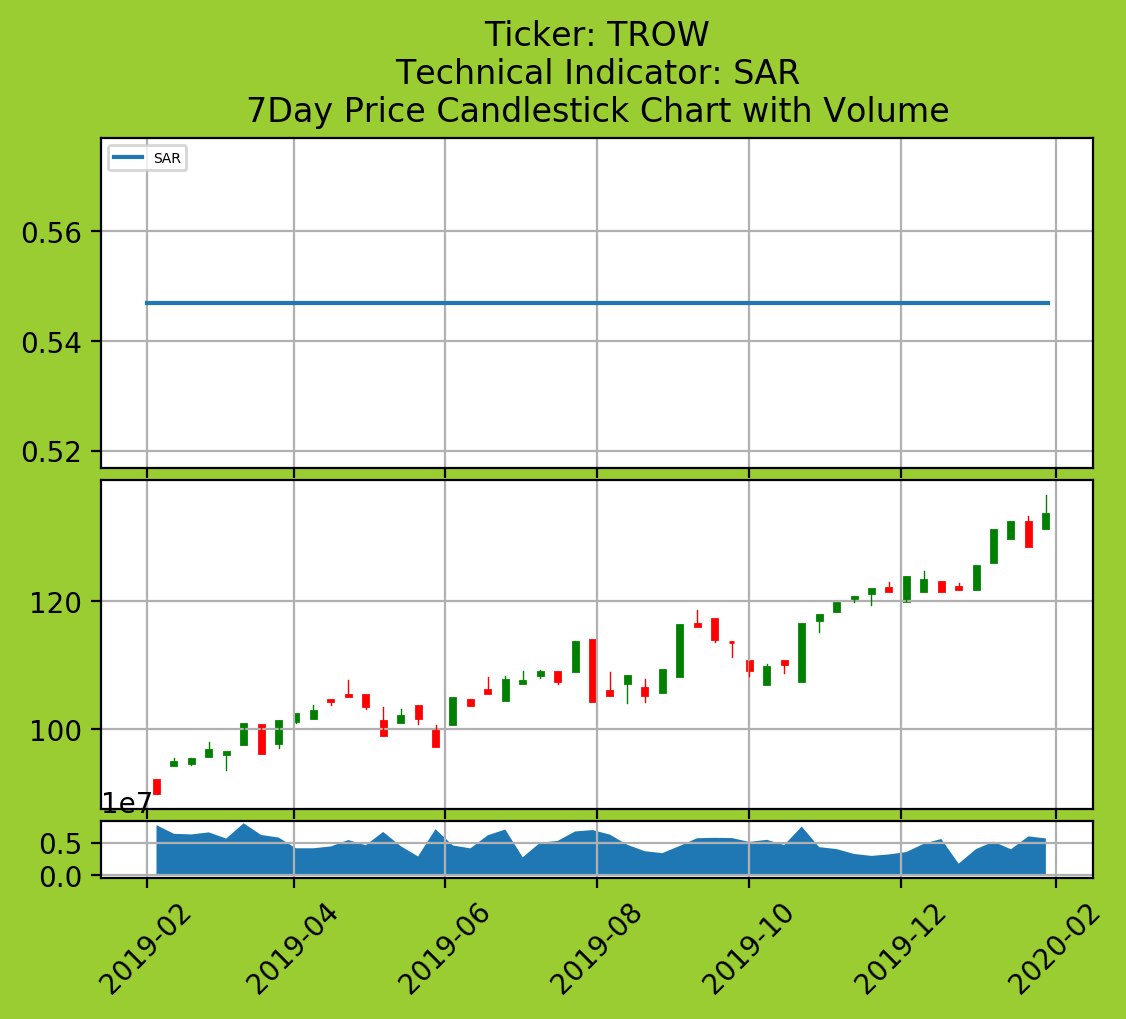 Ticker: TROW
Technical Indicator: SAR
7Day Price Candlestick Chart with Volume
SAR
0.56
0.54
0.52
120
100
1e7
0.5
0.0
2019-02
2019-04
2019-06
2019-08
2019-10
2019-12
2020-02